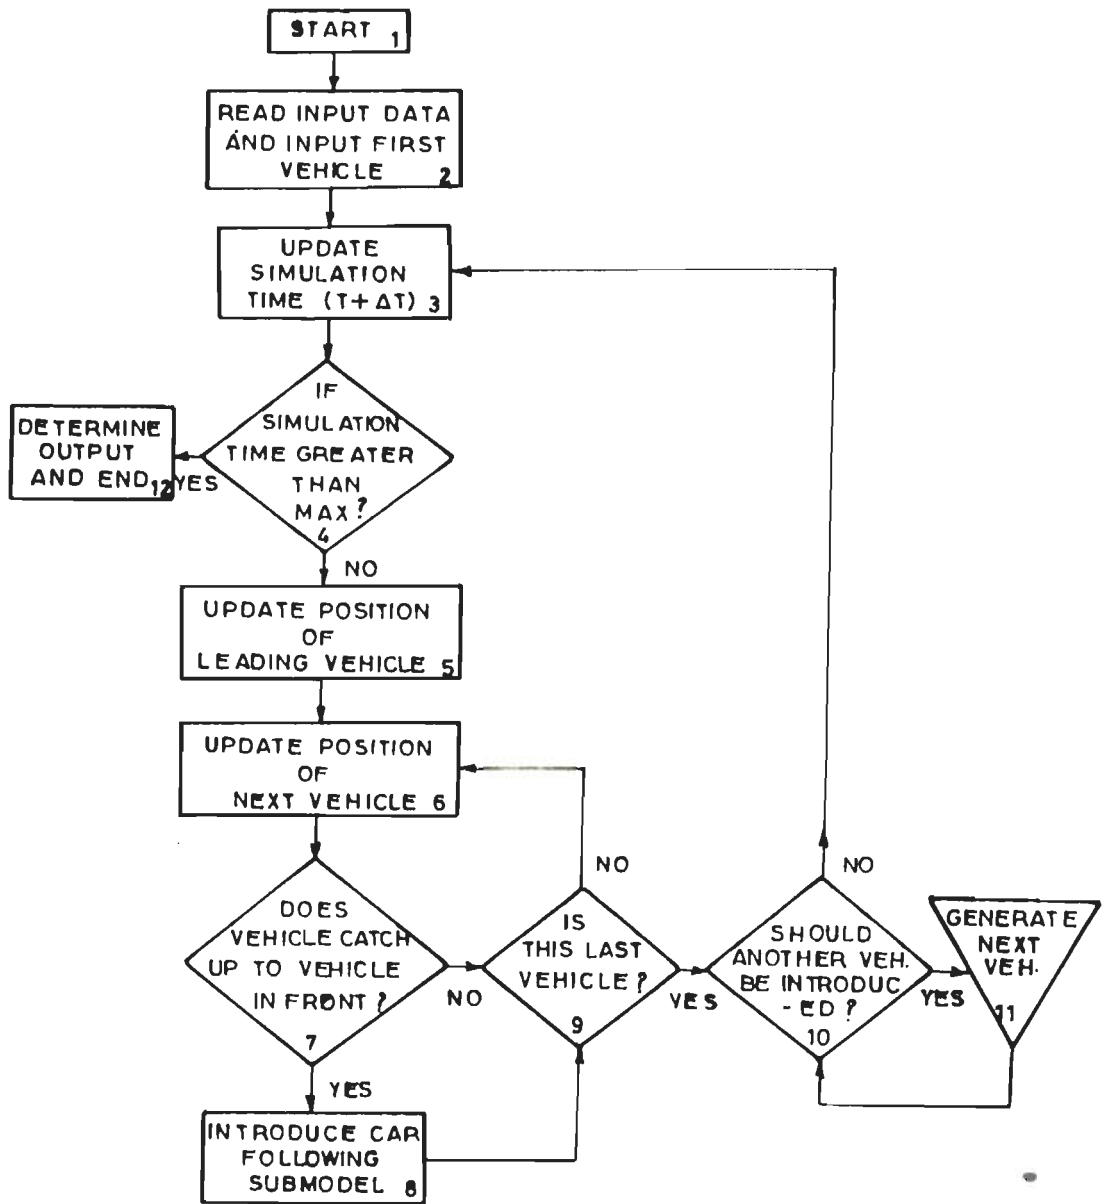 START 1
READ INPUT DATA
AND INPUT FIRST
VEHICLE 2
UPDATE
SIMULATION
TIME (T+ ΔT) 3
IF
SIMULATION
TIME GREATER
THAN
MAX?
4
YES
DETERMINE
OUTPUT
AND END 12
NO
UPDATE POSITION
OF
LEADING VEHICLE 5
UPDATE POSITION
OF
NEXT VEHICLE 6
DOES
VEHICLE CATCH
UP TO VEHICLE
IN FRONT?
7
NO
YES
INTRODUCE CAR
FOLLOWING
SUBMODEL 8
IS
THIS LAST
VEHICLE?
9
NO
YES
SHOULD
ANOTHER VEH.
BE INTRODUC
-ED?
10
NO
YES
GENERATE
NEXT
VEH.
11